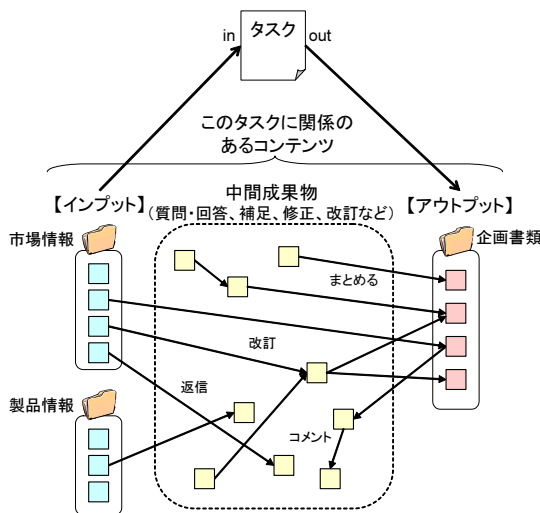 in
タスク
out
このタスクに関係の
あるコンテンツ
【インプット】
中間成果物
(質問・回答、補足、修正、改訂など)
【アウトプット】
市場情報
企画書類
まとめる
改訂
返信
製品情報
コメント